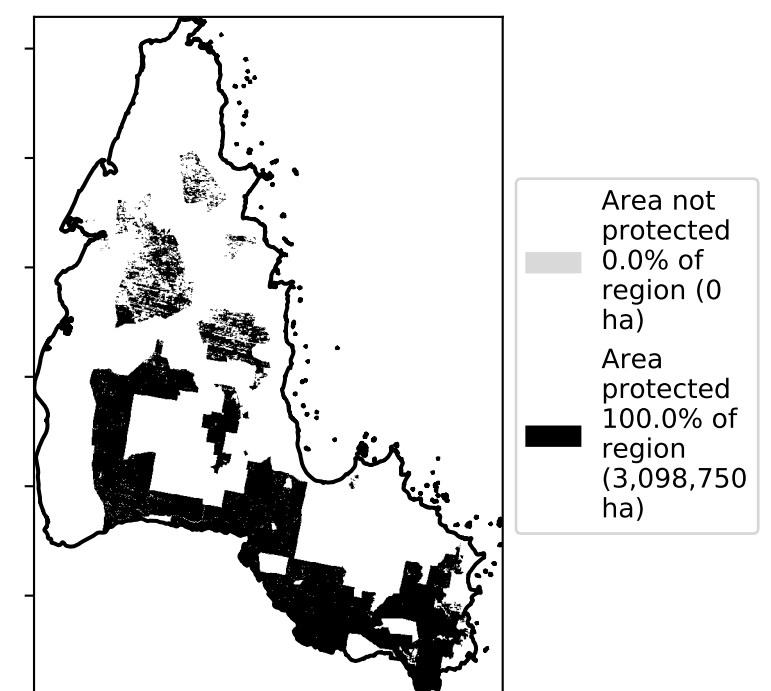 Area not
protected
0.0% of
region (0
ha)
Area
protected
100.0% of
region
(3,098,750
ha)